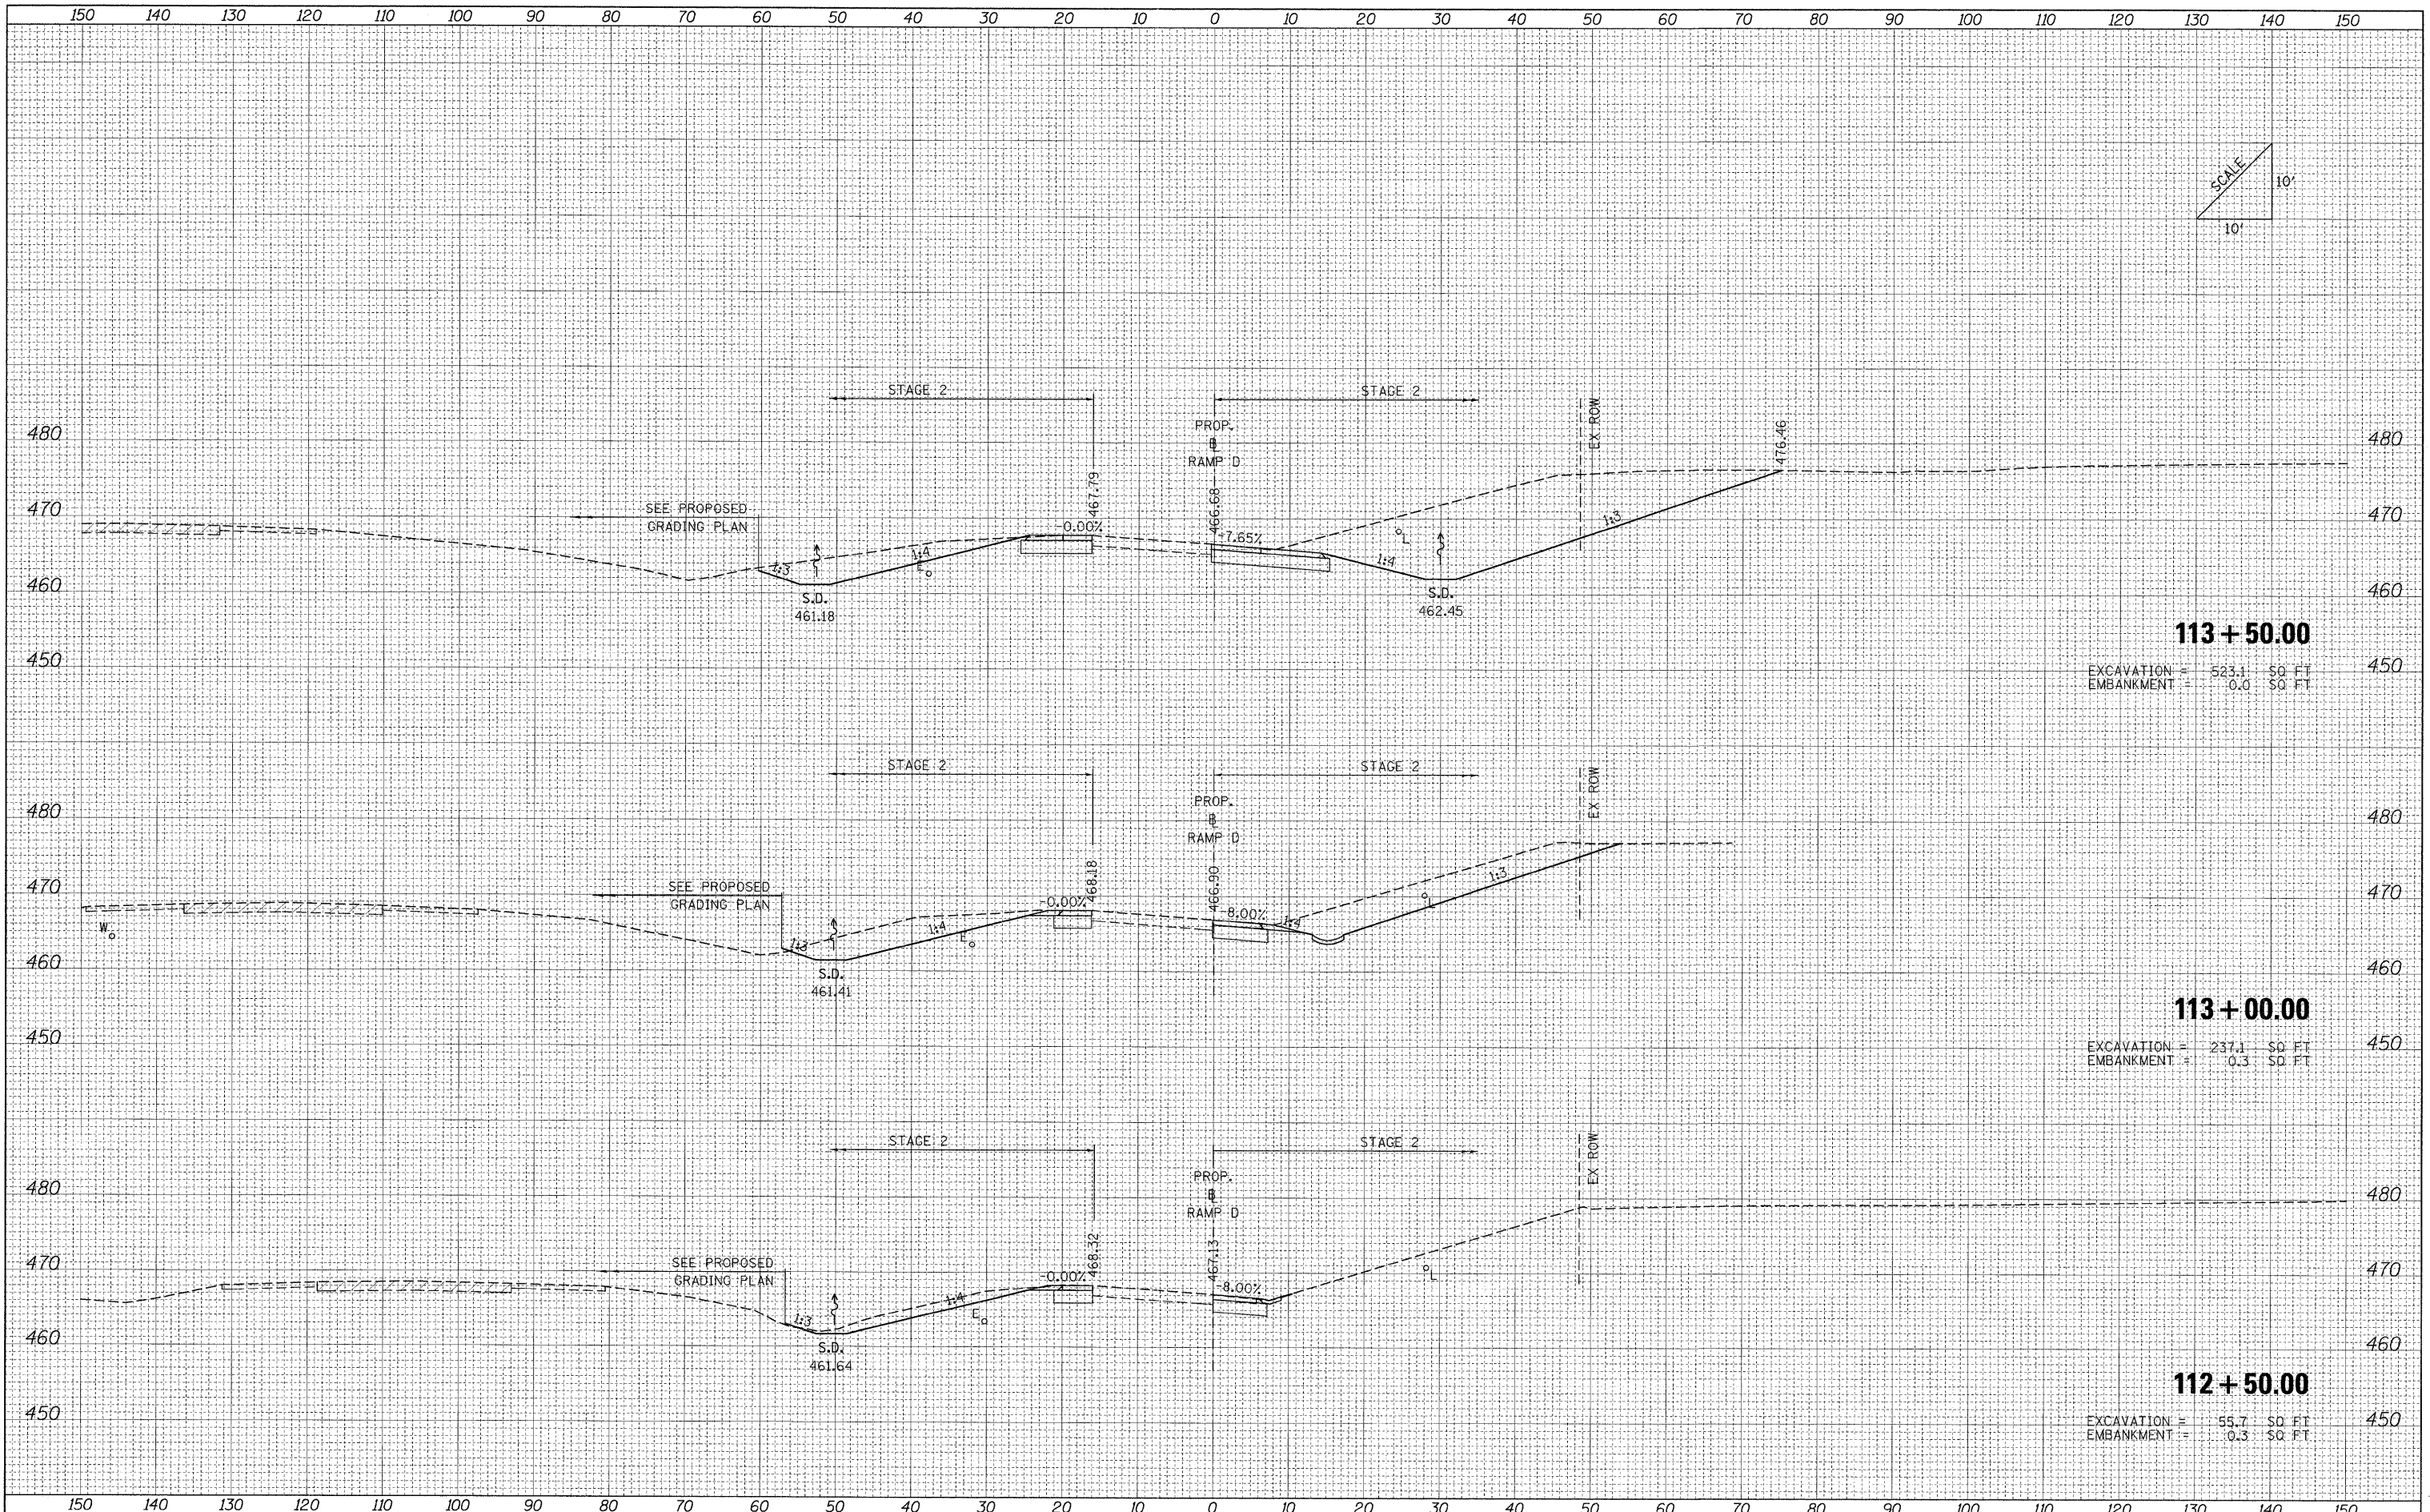 150 140 130 120 110 100 90 80 70 60 50 40 30 20 10 0 10 20 30 40 50 60 70 80 90 100 110 120 130 140 150
SCALE
10'
10'
STAGE 2
STAGE 2
EX ROW
476.46
480
PROP.
B
RAMP D
480
467.79
466.68
470
SEE PROPOSED
GRADING PLAN
-0.00%
-7.65%
L
1:3
470
1:3
1:4
E
1:4
460
S.D.
461.18
S.D.
462.45
460
113 + 50.00
450
EXCAVATION = 523.1 SQ FT
EMBANKMENT = 0.0 SQ FT
450
STAGE 2
STAGE 2
EX ROW
480
PROP.
B
RAMP D
480
468.18
466.90
470
SEE PROPOSED
GRADING PLAN
-0.00%
-8.00%
1:4
L
1:3
470
W
1:3
1:4
E
460
S.D.
461.41
460
113 + 00.00
450
EXCAVATION = 237.1 SQ FT
EMBANKMENT = 0.3 SQ FT
450
STAGE 2
STAGE 2
EX ROW
480
PROP.
B
RAMP D
480
468.32
467.13
470
SEE PROPOSED
GRADING PLAN
-0.00%
-8.00%
L
470
1:3
1:4
E
460
S.D.
461.64
460
112 + 50.00
450
EXCAVATION = 55.7 SQ FT
EMBANKMENT = 0.3 SQ FT
450
150 140 130 120 110 100 90 80 70 60 50 40 30 20 10 0 10 20 30 40 50 60 70 80 90 100 110 120 130 140 150